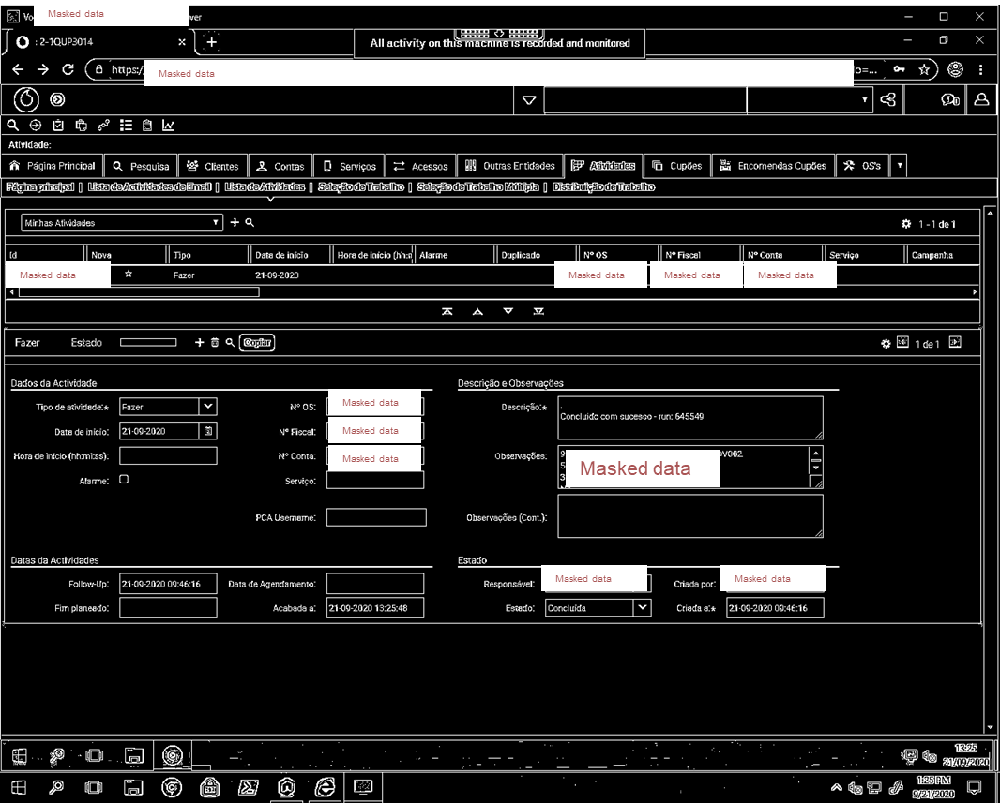 Vo Masked data wer
: 2-1QUP3014
All activity on this machine is recorded and monitored
https:/ Masked data o=...
Atividade:
Página Principal Pesquisa Clientes Contas Serviços Acessos Outras Entidades Atividades Cupões Encomendas Cupões OS's
Página principal | Lista de Actividades de Email | Lista de Atividades | Seleção de Trabalho | Seleção de Trabalho Múltipla | Distribuição de Trabalho
Minhas Atividades 1 - 1 de 1
Id Nova Tipo Data de início Hora de início (hh:m Alarme Duplicado Nº OS Nº Fiscal Nº Conta Serviço Campanha
Masked data Fazer 21-09-2020 Masked data Masked data Masked data
Fazer Estado Copiar 1 de 1
Dados da Actividade Descrição e Observações
Tipo de atividade:* Fazer Nº OS: Masked data Descrição:* .
Concluído com sucesso - run: 645549
Data de início: 21-09-2020 Nº Fiscal: Masked data
Hora de início (hh:mi:ss): Nº Conta: Masked data Observações: Masked data V002
Alarme: Serviço:
PCA Username: Observações (Cont.):
Datas da Actividades Estado
Follow-Up: 21-09-2020 09:46:16 Data de Agendamento: Responsável: Masked data Criada por: Masked data
Fim planeado: Acabada a: 21-09-2020 13:25:48 Estado: Concluída Criada a:* 21-09-2020 09:46:16
13:25
21/09/2020
1:25 PM
9/21/2020